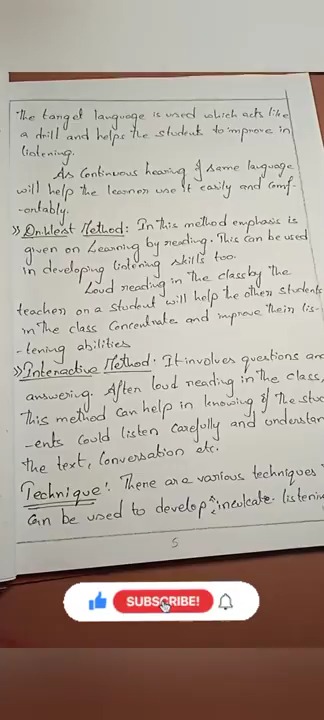 The target language is used which acts like
a drill and helps the students to improve in
listening.
As Continuous hearing of same language
will help the learner use it easily and comf-
-ortably.
» Dr. West Method: In this method emphasis is
given on Learning by reading. This can be used
in developing listening skills too.
Loud reading in the class by the
teacher on a student will help the other students
in the class Concentrate and improve their lis-
-tening abilities
» Interactive Method: It involves questions and
answering. After loud reading in the class,
this method can help in knowing if the stud
-ents could listen carefully and understan
the text, Conversation etc.
Technique: There are various techniques
can be used to develop & inculcate listenin
5
SUBSCRIBE!